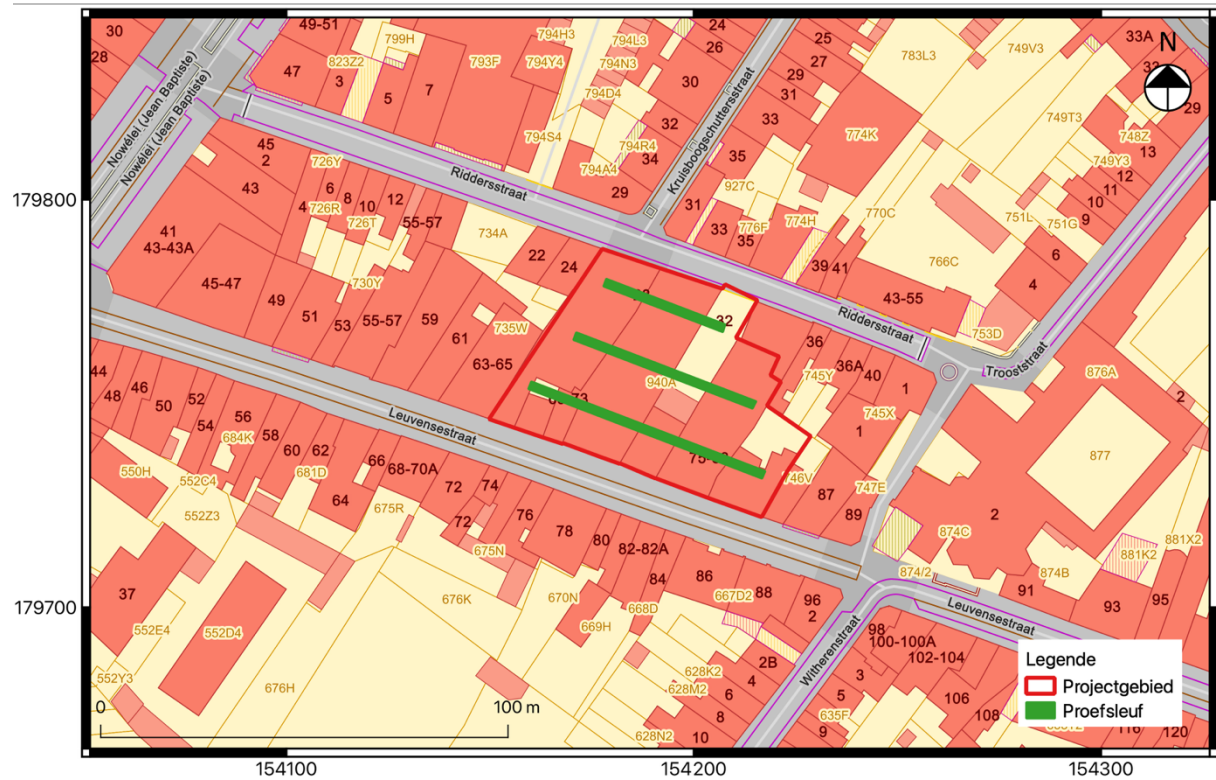 49-51
794H3
794L3
24
25
749V3
33A
N
30
799H
26
783L3
28
823Z2
793F
794Y4
794N3
27
47
3
5
7
30
29
749T3
29
794D4
31
Nowélei (Jean Baptiste)
Nowélei (Jean Baptiste)
32
33
774K
748Z
794S4
794R4
13
45
2
34
Kruisboogschuttersstraat
35
749Y3
726Y
Riddersstraat
794A4
12
43
6
8
12
29
927C
11
10
179800
4
726R
10
31
774H
770C
751L
9
726T
55-57
33
776F
751G
41
734A
35
6
43-43A
22
24
39
41
766C
45-47
730Y
4
49
43-55
51
53
55-57
59
735W
32
Riddersstraat
753D
61
36
Trooststraat
63-65
745Y
36A
40
1
876A
44
940A
2
46
745X
48
50
52
Leuvensestraat
1
54
56
684K
58
877
60
62
746V
550H
66
68-70A
87
747E
552C4
681D
72
74
89
2
64
675R
76
78
874C
552Z3
72
80
881X2
675N
82-82A
881K2
874B
86
874/2
84
667D2
88
91
37
676K
670N
96
93
95
179700
668D
2
Leuvensestraat
552E4
552D4
669H
98
100-100A
102-104
628K2
2B
Witherenstraat
Legende
552Y3
628M2
4
3
Projectgebied
676H
6
5
106
Proefsleuf
0
100 m
8
635F
108
628N2
10
9
116
120
154100
154200
154300